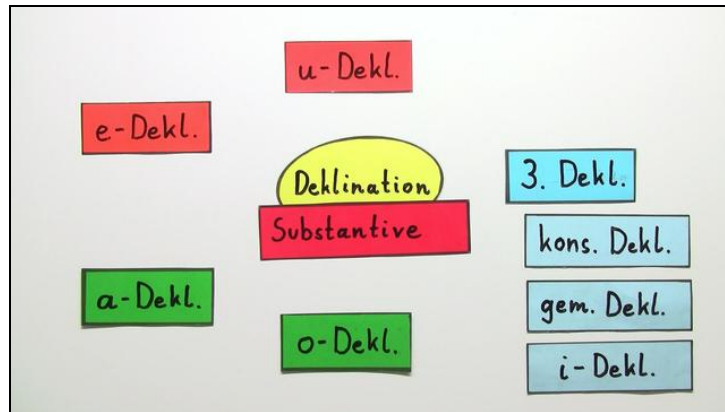 u-Dekl.
e-Dekl.
Deklination
Substantive
3. Dekl.
kons. Dekl.
gem. Dekl.
i-Dekl.
a-Dekl.
o-Dekl.